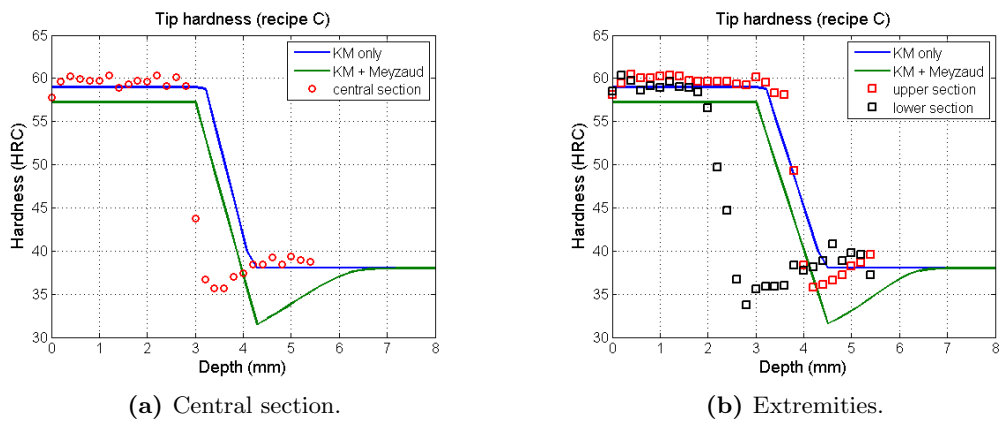 Tip hardness (recipe C)
65
60
55
50
45
40
35
30
Hardness (HRC)
KM only
KM + Meyzaud
central section
0 1 2 3 4 5 6 7 8
Depth (mm)
(a) Central section.
Tip hardness (recipe C)
65
60
55
50
45
40
35
30
Hardness (HRC)
KM only
KM + Meyzaud
upper section
lower section
0 1 2 3 4 5 6 7 8
Depth (mm)
(b) Extremities.